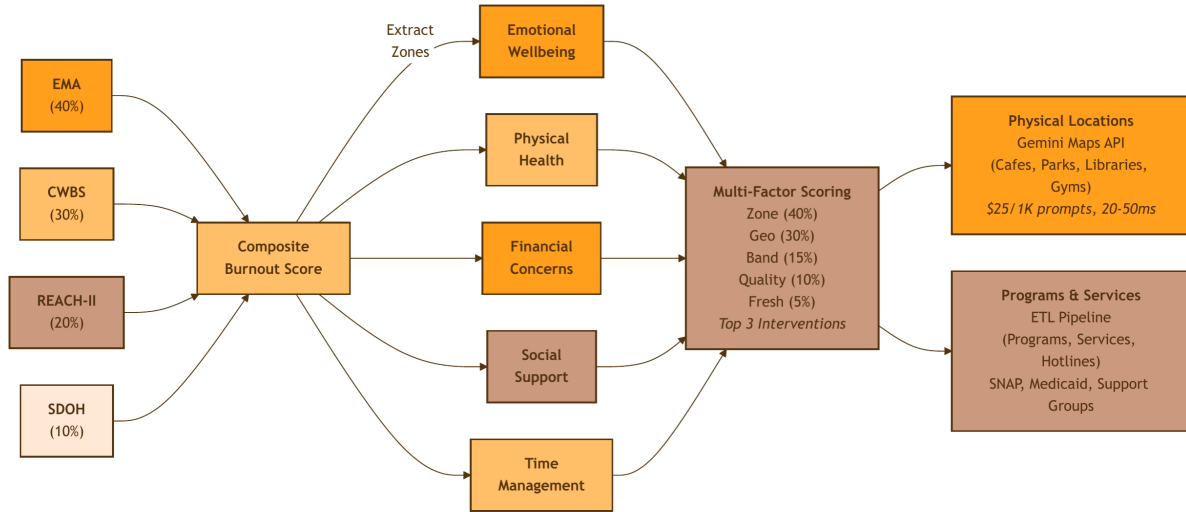 EMA
(40%)
CWBS
(30%)
REACH-II
(20%)
SDOH
(10%)
Composite
Burnout Score
Extract
Zones
Emotional
Wellbeing
Physical
Health
Financial
Concerns
Social
Support
Time
Management
Multi-Factor Scoring
Zone (40%)
Geo (30%)
Band (15%)
Quality (10%)
Fresh (5%)
Top 3 Interventions
Physical Locations
Gemini Maps API
(Cafes, Parks, Libraries,
Gyms)
$25/1K prompts, 20-50ms
Programs & Services
ETL Pipeline
(Programs, Services,
Hotlines)
SNAP, Medicaid, Support
Groups